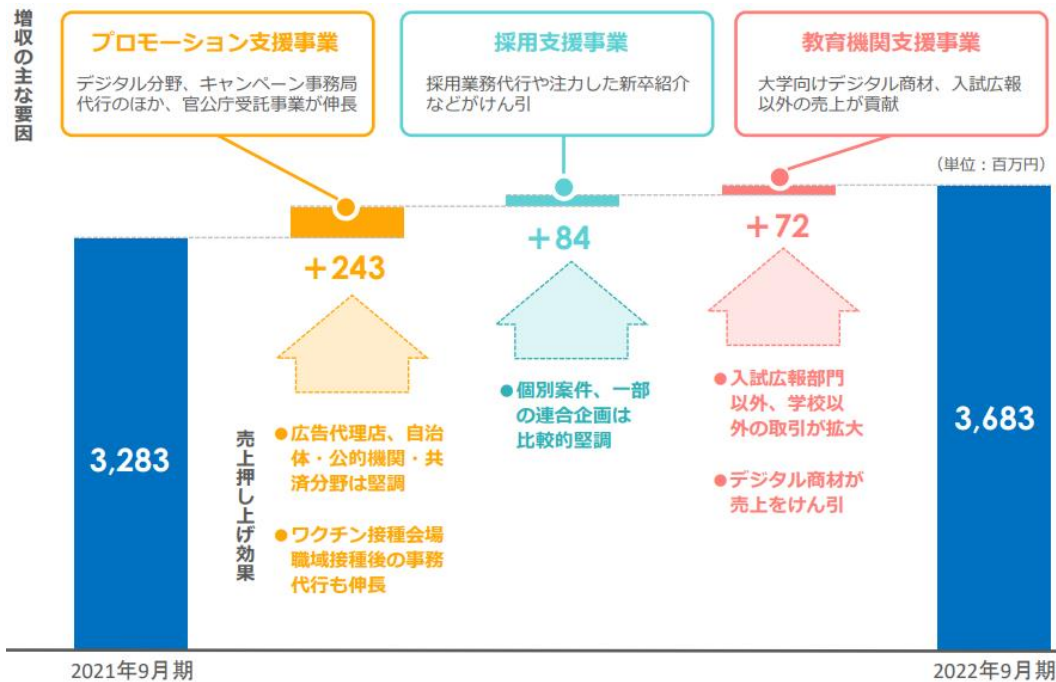 増収の主な要因
プロモーション支援事業
デジタル分野、キャンペーン事務局
代行のほか、官公庁受託事業が伸長
採用支援事業
採用業務代行や注力した新卒紹介
などがけん引
教育機関支援事業
大学向けデジタル商材、入試広報
以外の売上が貢献
（単位：百万円）
＋243
＋84
＋72
3,283
売上押し上げ効果
●広告代理店、自治
体・公的機関・共
済分野は堅調
●ワクチン接種会場
職域接種後の事務
代行も伸長
●個別案件、一部
の連合企画は
比較的堅調
●入試広報部門
以外、学校以
外の取引が拡大
●デジタル商材が
売上をけん引
3,683
2021年9月期
2022年9月期